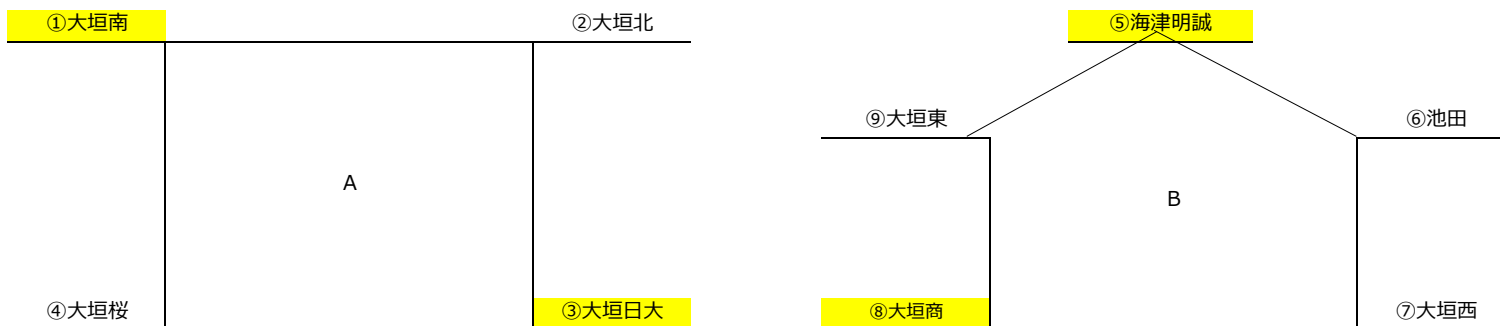 ①大垣南
②大垣北
A
④大垣桜
③大垣日大
⑤海津明誠
⑨大垣東
⑥池田
B
⑧大垣商
⑦大垣西